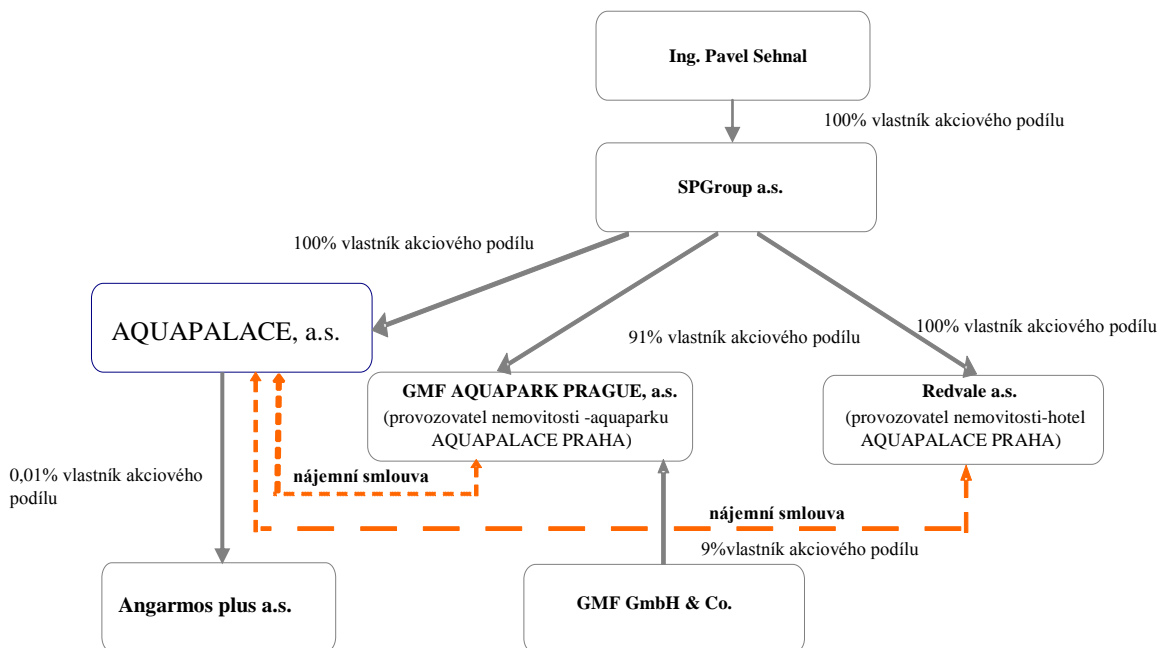 Ing. Pavel Sehnal
100% vlastník akciového podílu
SPGroup a.s.
100% vlastník akciového podílu
AQUAPALACE, a.s.
91% vlastník akciového podílu
100% vlastník akciového podílu
GMF AQUAPARK PRAGUE, a.s.
(provozovatel nemovitosti -aquaparku
AQUAPALACE PRAHA)
Redvale a.s.
(provozovatel nemovitosti-hotel
AQUAPALACE PRAHA)
0,01% vlastník akciového
podílu
nájemní smlouva
nájemní smlouva
9%vlastník akciového podílu
Angarmos plus a.s.
GMF GmbH & Co.